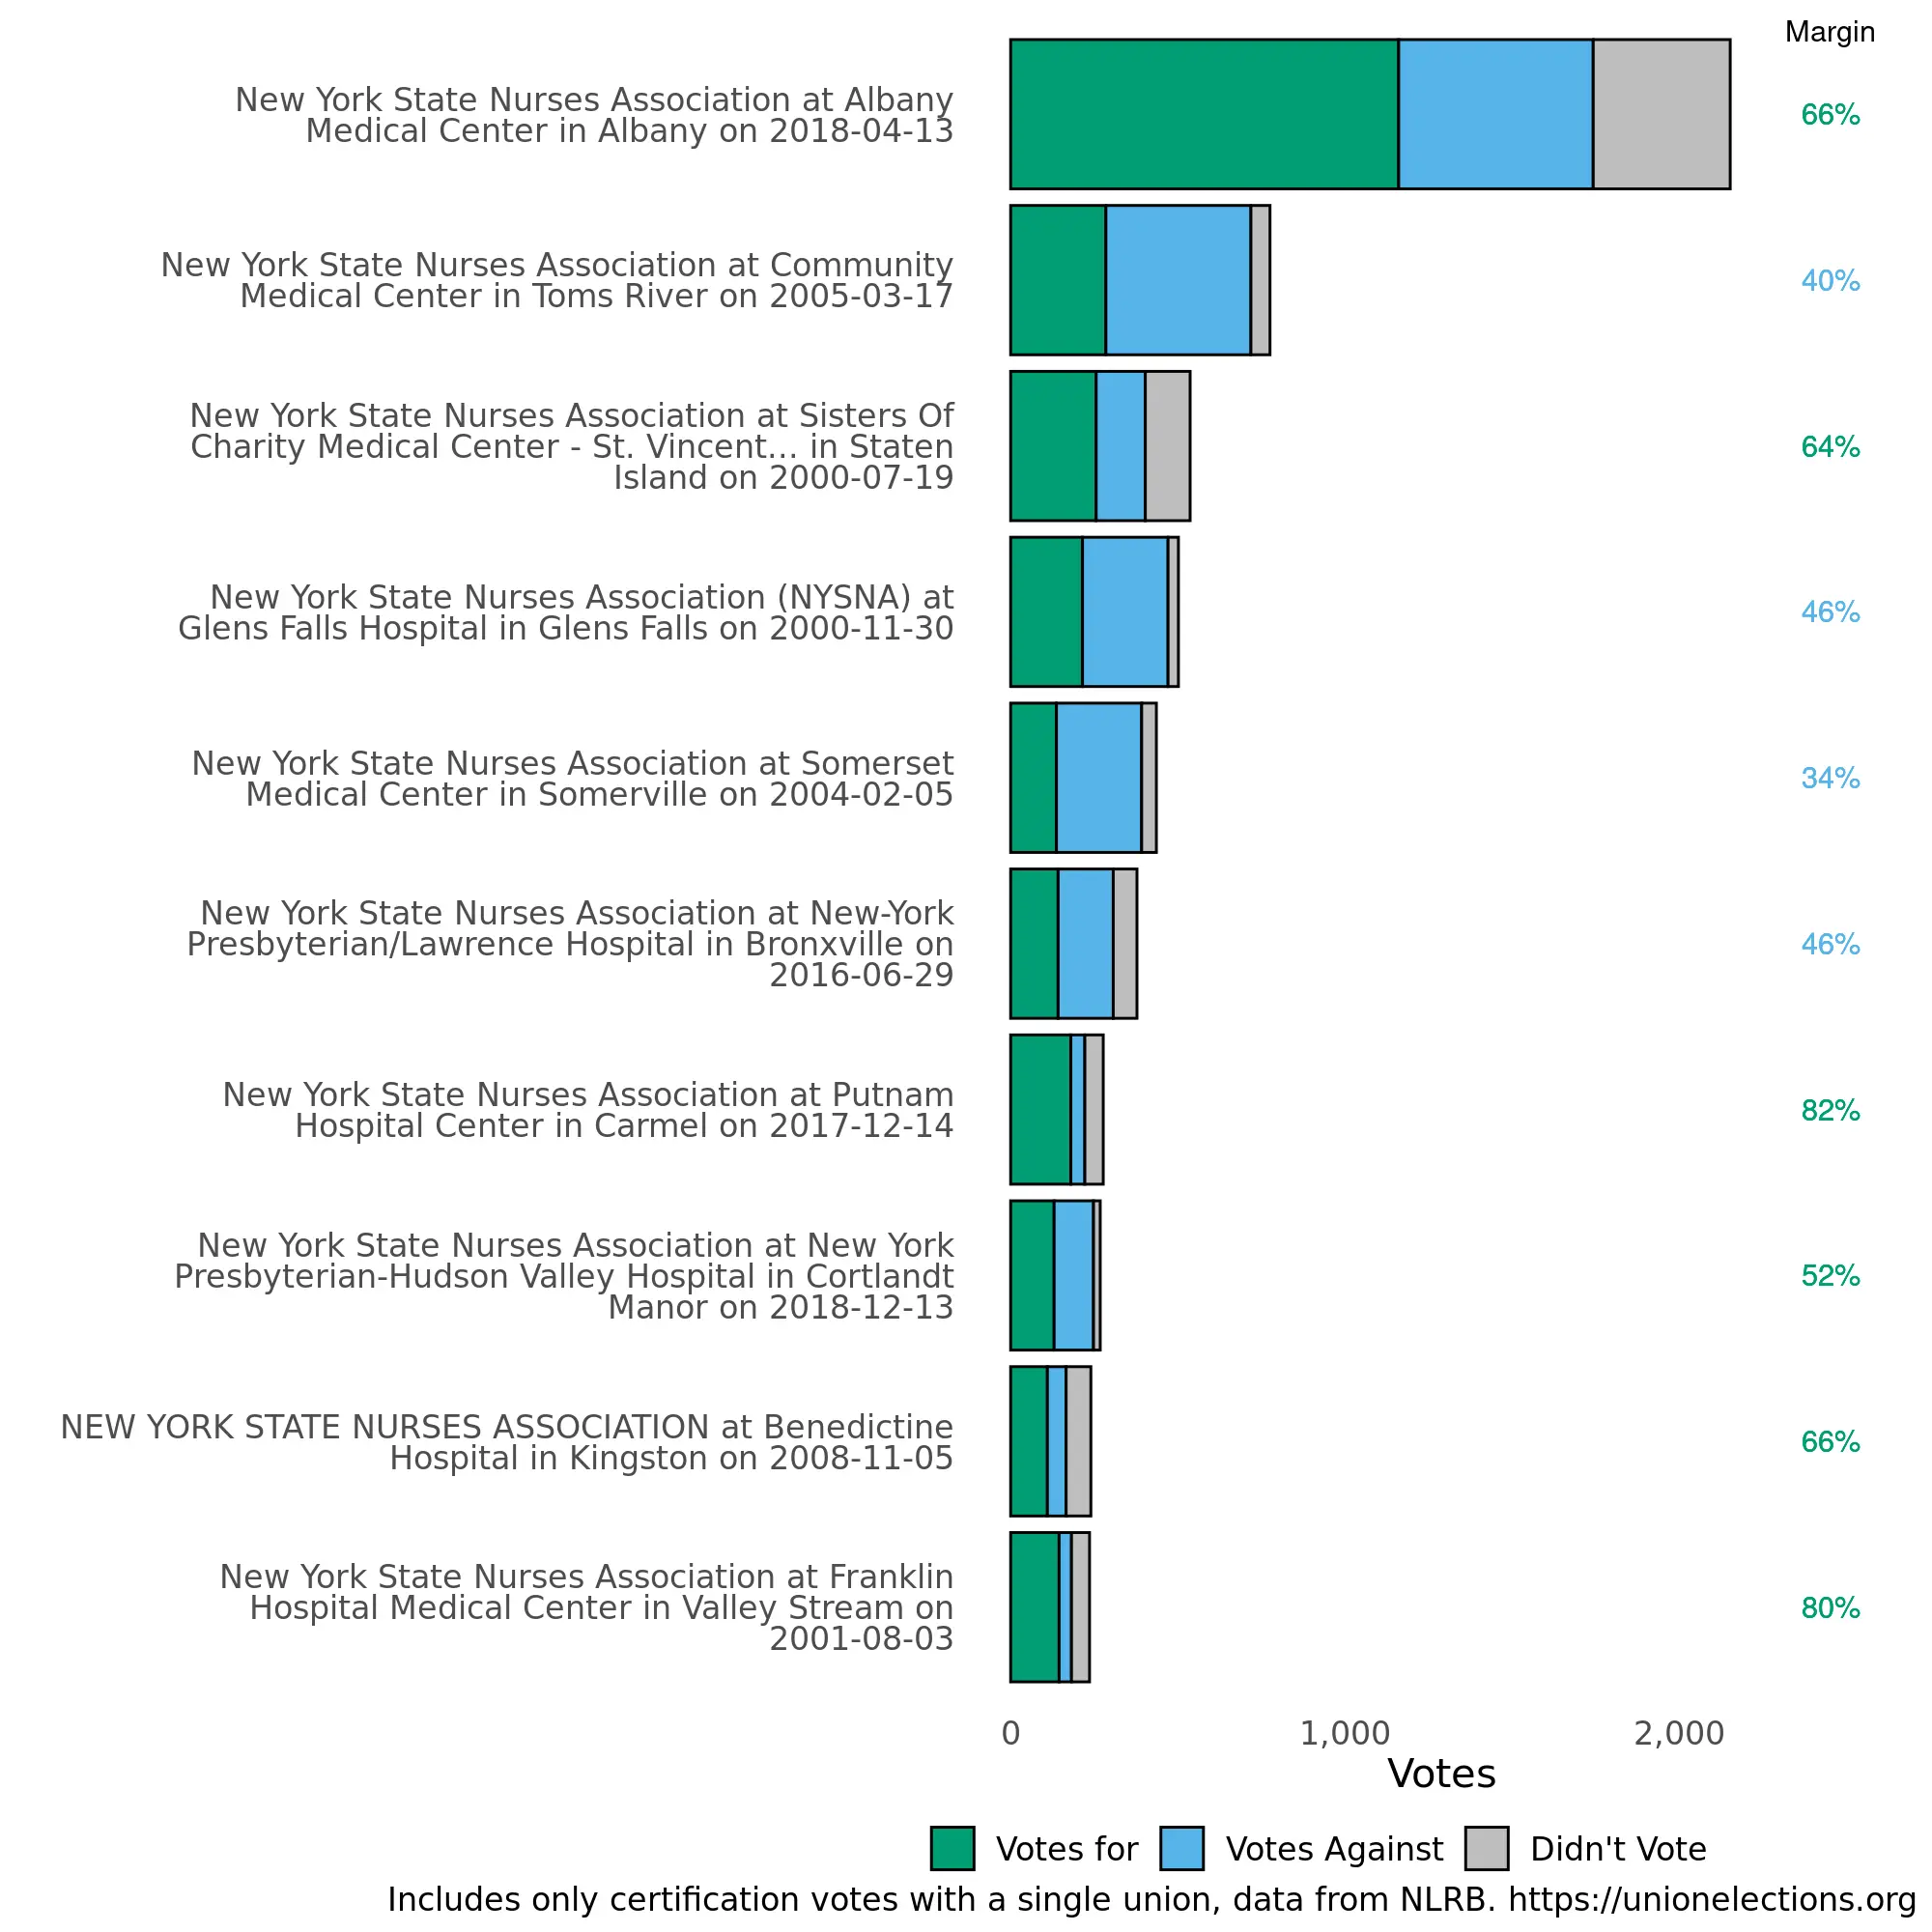 Margin
New York State Nurses Association at Albany
Medical Center in Albany on 2018-04-13
66%
New York State Nurses Association at Community
Medical Center in Toms River on 2005-03-17
40%
New York State Nurses Association at Sisters Of
Charity Medical Center - St. Vincent... in Staten
Island on 2000-07-19
64%
New York State Nurses Association (NYSNA) at
Glens Falls Hospital in Glens Falls on 2000-11-30
46%
New York State Nurses Association at Somerset
Medical Center in Somerville on 2004-02-05
34%
New York State Nurses Association at New-York
Presbyterian/Lawrence Hospital in Bronxville on
2016-06-29
46%
New York State Nurses Association at Putnam
Hospital Center in Carmel on 2017-12-14
82%
New York State Nurses Association at New York
Presbyterian-Hudson Valley Hospital in Cortlandt
Manor on 2018-12-13
52%
NEW YORK STATE NURSES ASSOCIATION at Benedictine
Hospital in Kingston on 2008-11-05
66%
New York State Nurses Association at Franklin
Hospital Medical Center in Valley Stream on
2001-08-03
80%
0 1,000 2,000
Votes
Votes for Votes Against Didn't Vote
Includes only certification votes with a single union, data from NLRB. https://unionelections.org